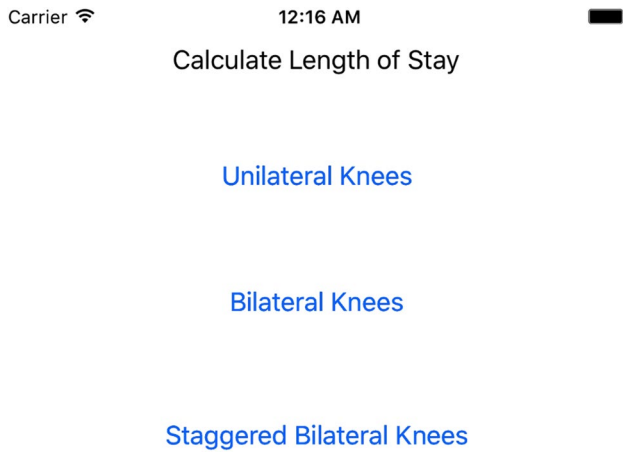 Carrier 12:16 AM
Calculate Length of Stay
Unilateral Knees
Bilateral Knees
Staggered Bilateral Knees